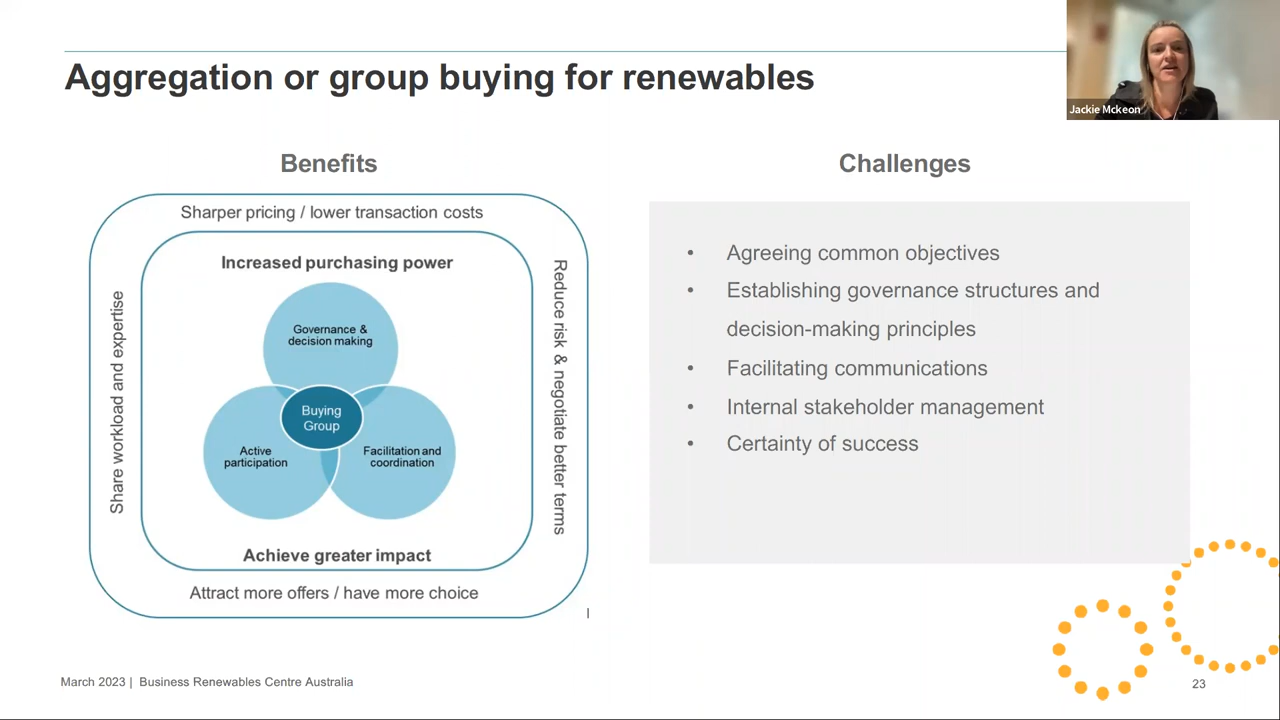 Aggregation or group buying for renewables
Jackie Mckeon
Benefits
Sharper pricing / lower transaction costs
Increased purchasing power
Share workload and expertise
Governance &
decision making
Buying
Group
Active
participation
Facilitation and
coordination
Reduce risk & negotiate better terms
Achieve greater impact
Attract more offers / have more choice
Challenges
• Agreeing common objectives
• Establishing governance structures and
decision-making principles
• Facilitating communications
• Internal stakeholder management
• Certainty of success
March 2023 | Business Renewables Centre Australia
23